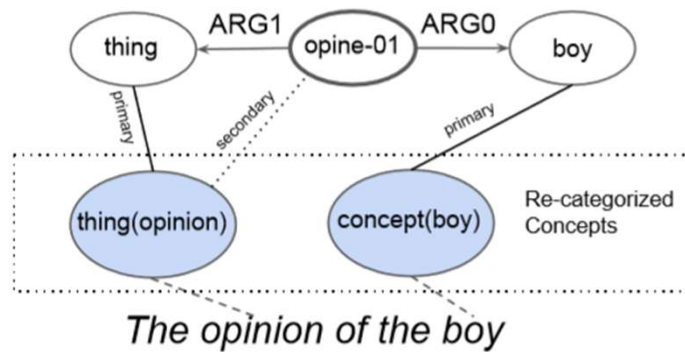 ARG1 ARG0
thing opine-01 boy
primary secondary primary
thing(opinion) concept(boy) Re-categorized
Concepts
The opinion of the boy